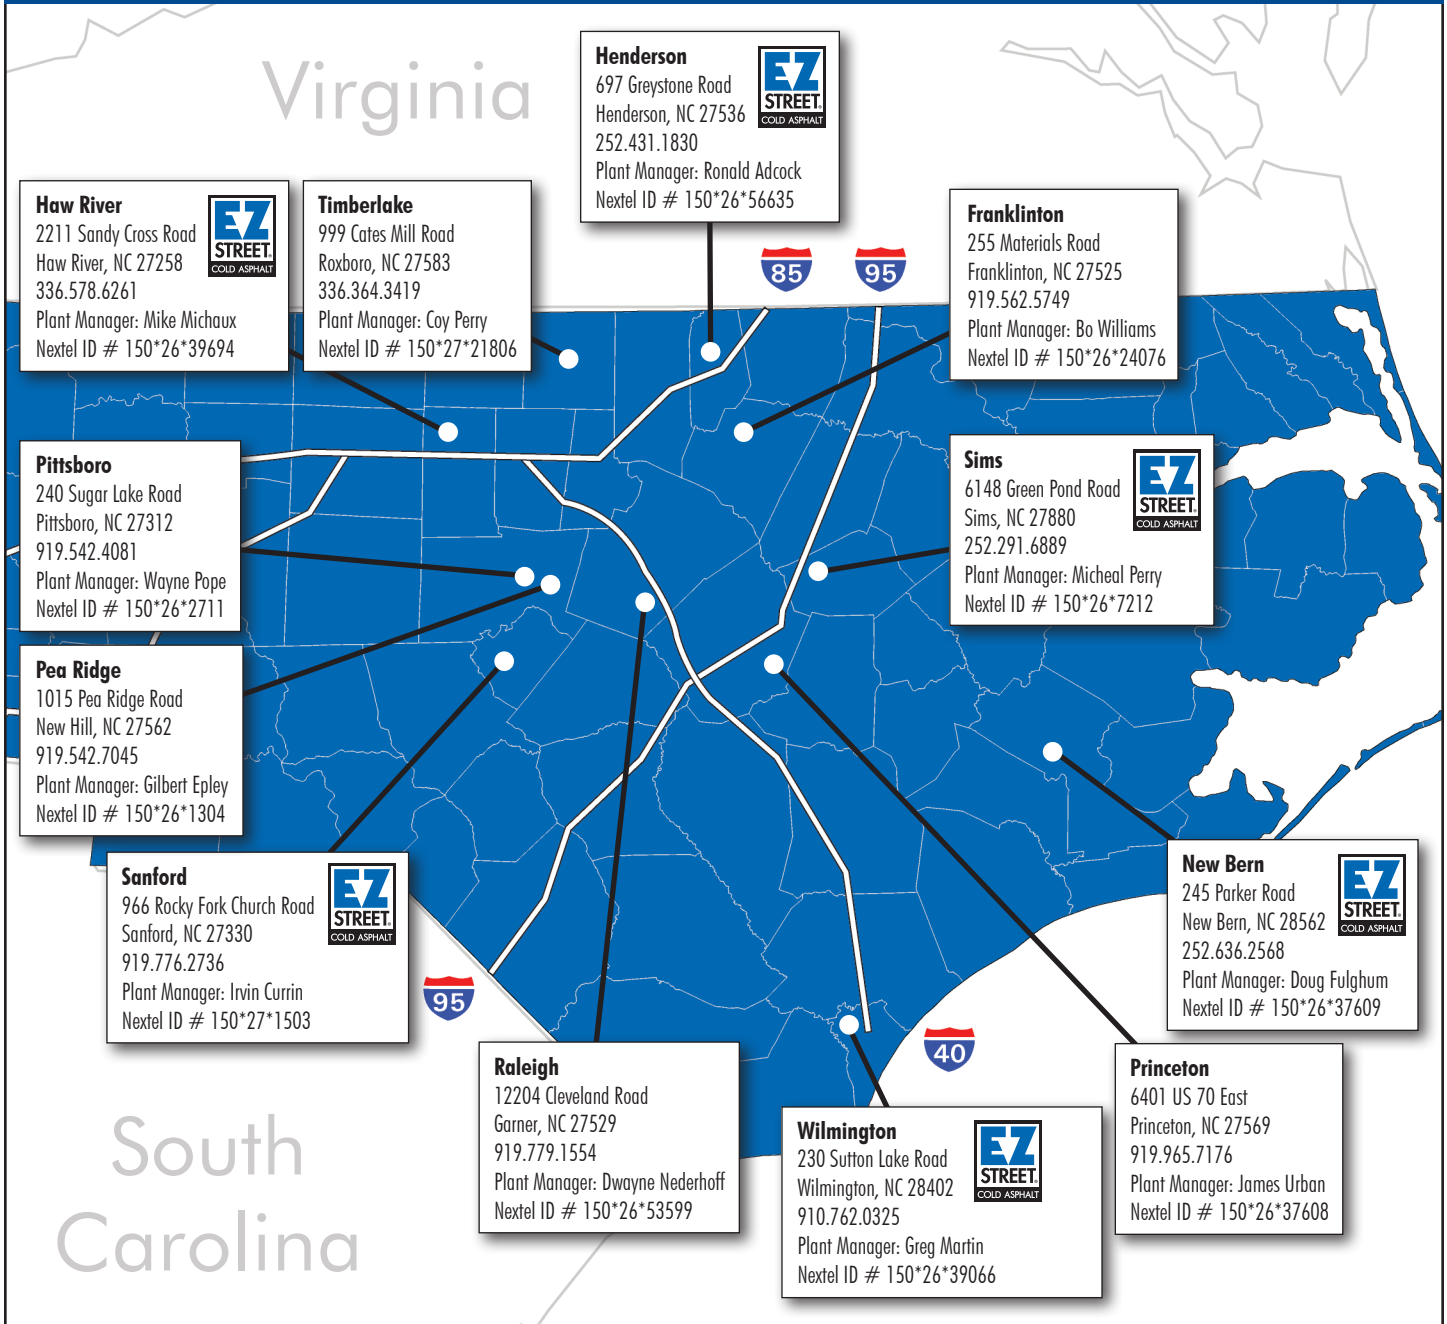 Virginia
Henderson
697 Greystone Road
Henderson, NC 27536
252.431.1830
Plant Manager: Ronald Adcock
Nextel ID # 150*26*56635
EZ
STREET®
COLD ASPHALT
Haw River
2211 Sandy Cross Road
Haw River, NC 27258
336.578.6261
Plant Manager: Mike Michaux
Nextel ID # 150*26*39694
EZ
STREET®
COLD ASPHALT
Timberlake
999 Cates Mill Road
Roxboro, NC 27583
336.364.3419
Plant Manager: Coy Perry
Nextel ID # 150*27*21806
85
95
Franklinton
255 Materials Road
Franklinton, NC 27525
919.562.5749
Plant Manager: Bo Williams
Nextel ID # 150*26*24076
Pittsboro
240 Sugar Lake Road
Pittsboro, NC 27312
919.542.4081
Plant Manager: Wayne Pope
Nextel ID # 150*26*2711
Sims
6148 Green Pond Road
Sims, NC 27880
252.291.6889
Plant Manager: Micheal Perry
Nextel ID # 150*26*7212
EZ
STREET®
COLD ASPHALT
Pea Ridge
1015 Pea Ridge Road
New Hill, NC 27562
919.542.7045
Plant Manager: Gilbert Epley
Nextel ID # 150*26*1304
Sanford
966 Rocky Fork Church Road
Sanford, NC 27330
919.776.2736
Plant Manager: Irvin Currin
Nextel ID # 150*27*1503
EZ
STREET®
COLD ASPHALT
95
New Bern
245 Parker Road
New Bern, NC 28562
252.636.2568
Plant Manager: Doug Fulghum
Nextel ID # 150*26*37609
EZ
STREET®
COLD ASPHALT
40
Raleigh
12204 Cleveland Road
Garner, NC 27529
919.779.1554
Plant Manager: Dwayne Nederhoff
Nextel ID # 150*26*53599
Wilmington
230 Sutton Lake Road
Wilmington, NC 28402
910.762.0325
Plant Manager: Greg Martin
Nextel ID # 150*26*39066
EZ
STREET®
COLD ASPHALT
Princeton
6401 US 70 East
Princeton, NC 27569
919.965.7176
Plant Manager: James Urban
Nextel ID # 150*26*37608
South
Carolina